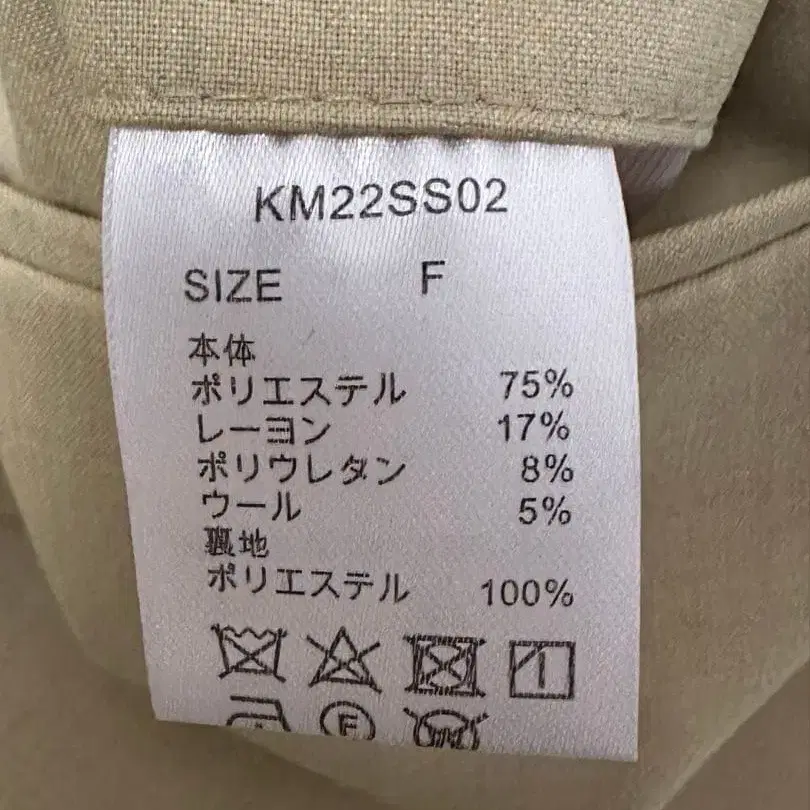 KM22SS02
SIZE F
本体
ポリエステル 75%
レーヨン 17%
ポリウレタン 8%
ウール 5%
裏地
ポリエステル 100%
F